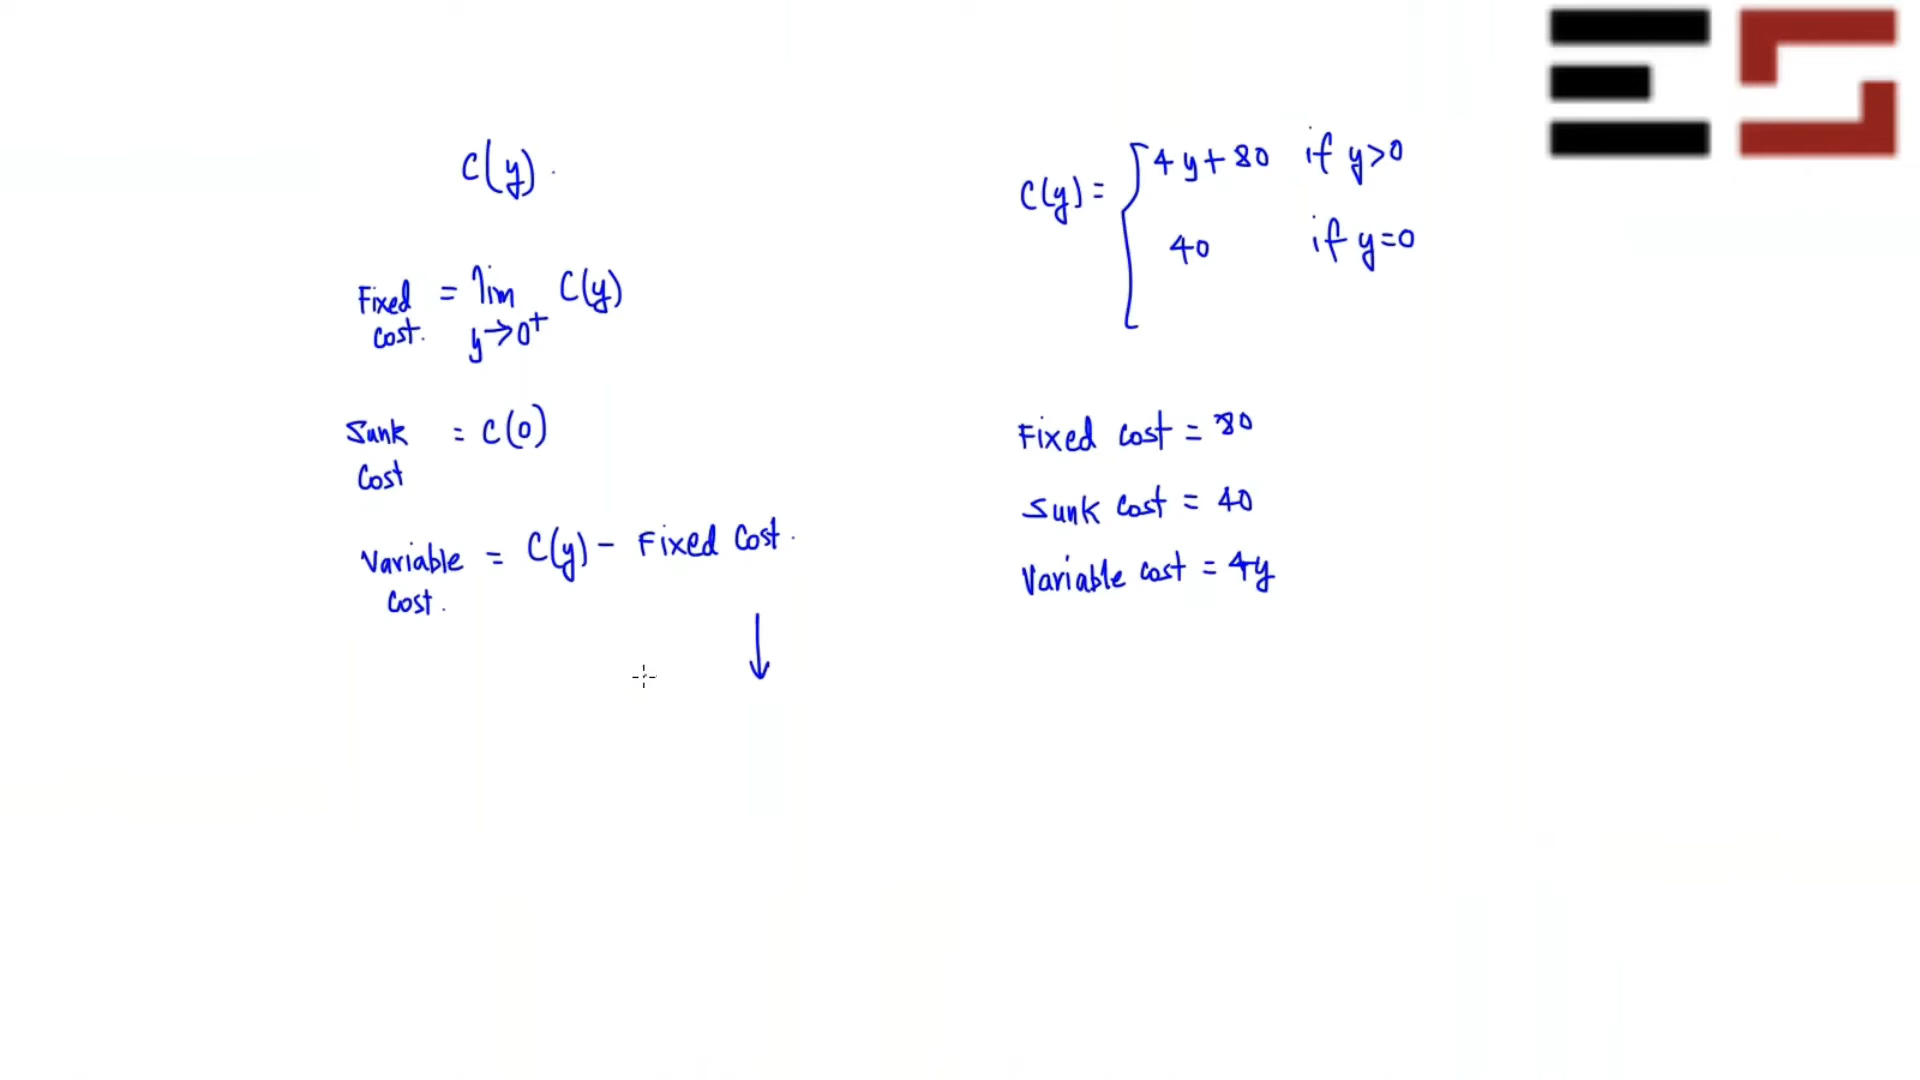 C(y).
Fixed = lim C(y)
cost. y→0+
Sunk = C(0)
Cost
Variable = C(y) - Fixed Cost.
Cost.
↓
C(y) = { 4y+80 if y>0
40 if y=0
Fixed cost = 80
Sunk cost = 40
Variable cost = 4y
ES